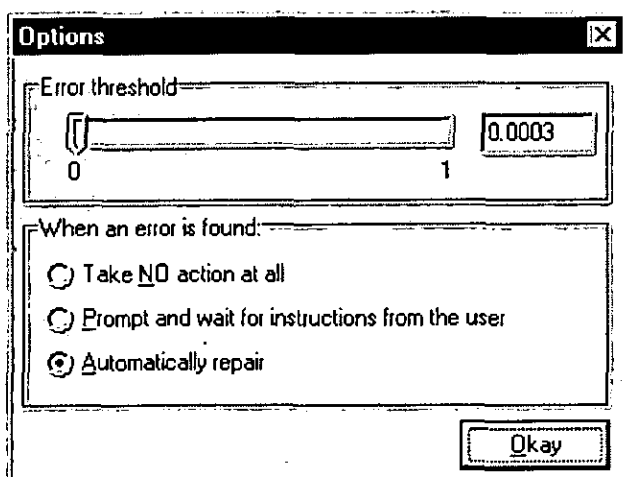 Options
Error threshold
0.0003
0 1
When an error is found:
Take NO action at all
Prompt and wait for instructions from the user
Automatically repair
Okay